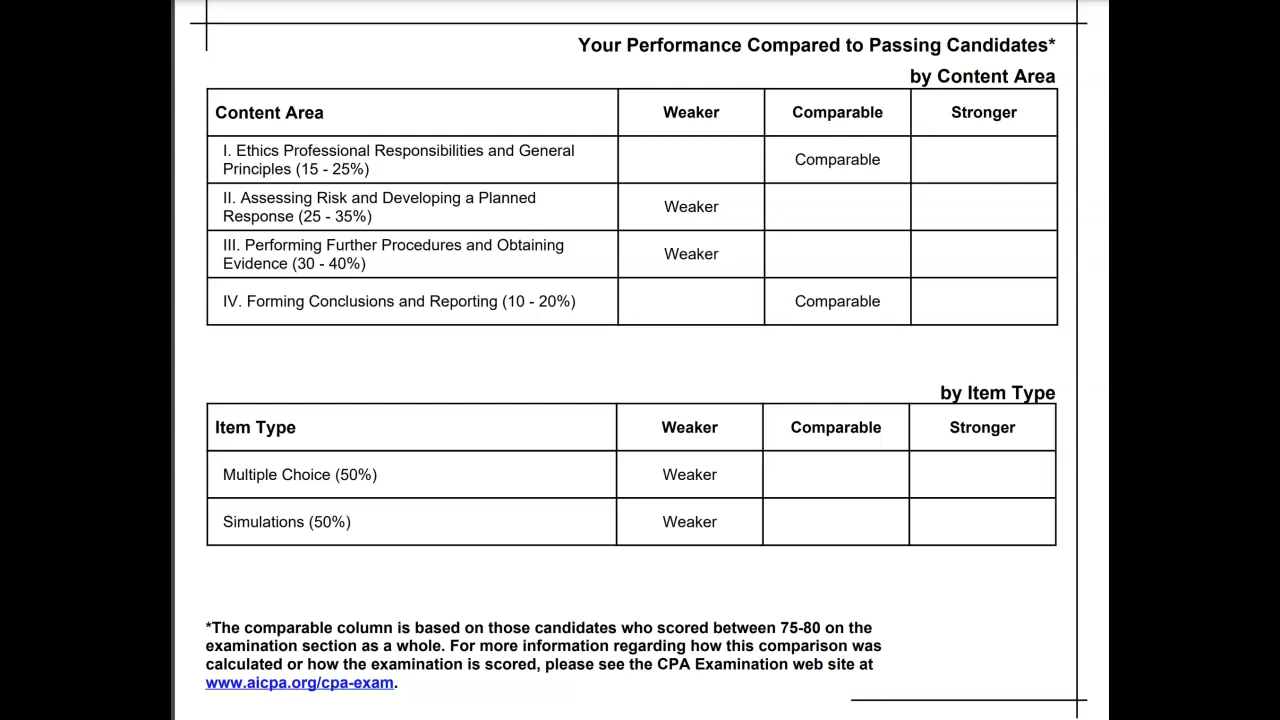 Your Performance Compared to Passing Candidates*
by Content Area
Content Area Weaker Comparable Stronger
I. Ethics Professional Responsibilities and General
Principles (15 - 25%)
Comparable
II. Assessing Risk and Developing a Planned
Response (25 - 35%)
Weaker
III. Performing Further Procedures and Obtaining
Evidence (30 - 40%)
Weaker
IV. Forming Conclusions and Reporting (10 - 20%) Comparable
by Item Type
Item Type Weaker Comparable Stronger
Multiple Choice (50%) Weaker
Simulations (50%) Weaker
*The comparable column is based on those candidates who scored between 75-80 on the
examination section as a whole. For more information regarding how this comparison was
calculated or how the examination is scored, please see the CPA Examination web site at
www.aicpa.org/cpa-exam.